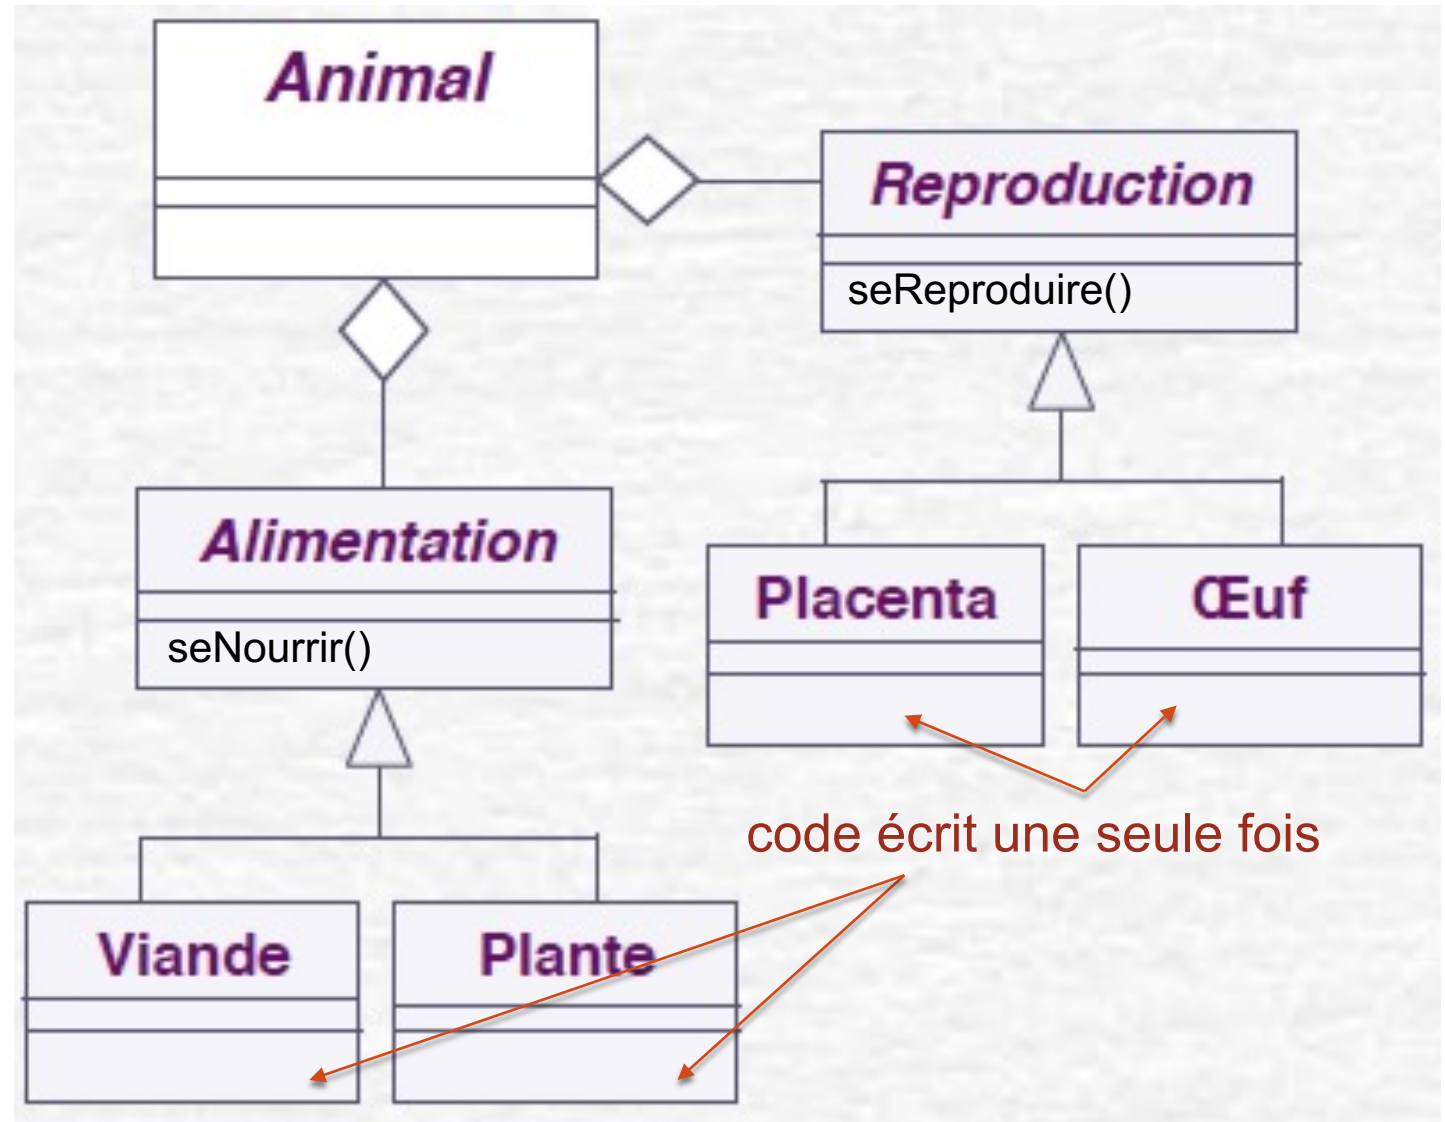 Animal
Reproduction
seReproduire()
Alimentation
seNourrir()
Placenta
Œuf
code écrit une seule fois
Viande
Plante